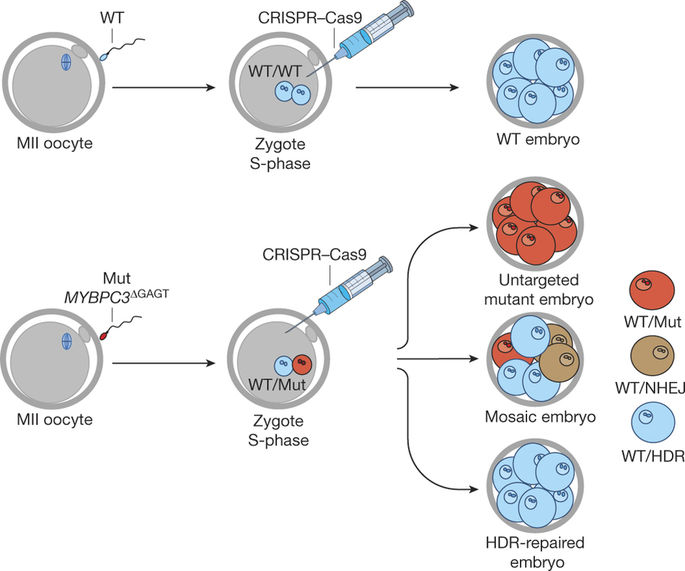 WT
CRISPR–Cas9
WT/WT
MII oocyte
Zygote
S-phase
WT embryo
Mut
MYBPC3ΔGAGT
CRISPR–Cas9
WT/Mut
MII oocyte
Zygote
S-phase
Untargeted
mutant embryo
Mosaic embryo
HDR-repaired
embryo
WT/Mut
WT/NHEJ
WT/HDR